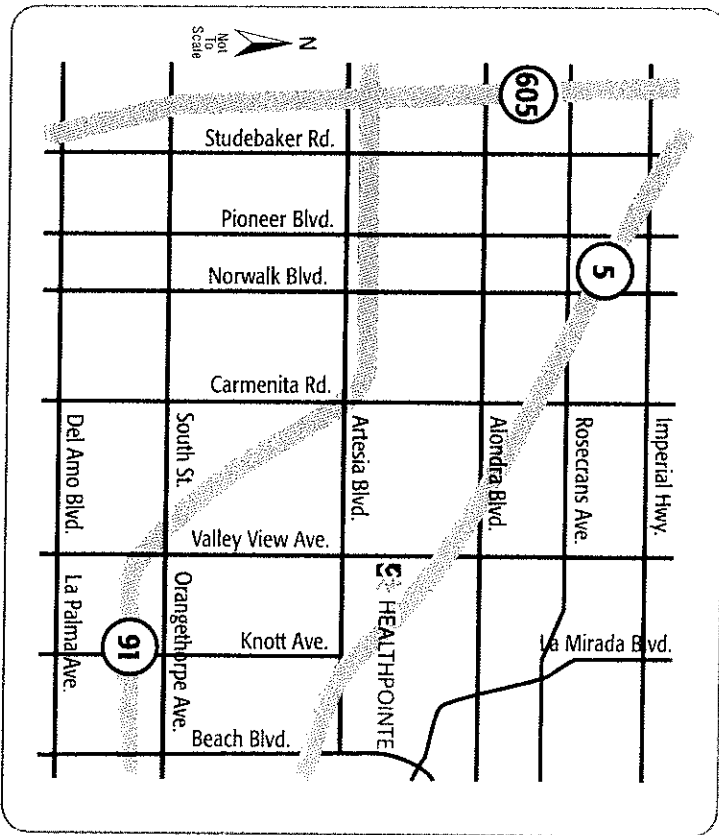 N
Not
To
Scale
605
Studebaker Rd.
Pioneer Blvd.
5
Norwalk Blvd.
Carmenita Rd.
Imperial Hwy.
Rosecrans Ave.
Alondra Blvd.
Artesia Blvd.
South St.
Del Amo Blvd.
Valley View Ave.
HEALTHPOINTE
Orangethorpe Ave.
La Palma Ave.
Knott Ave.
La Mirada Blvd.
91
Beach Blvd.